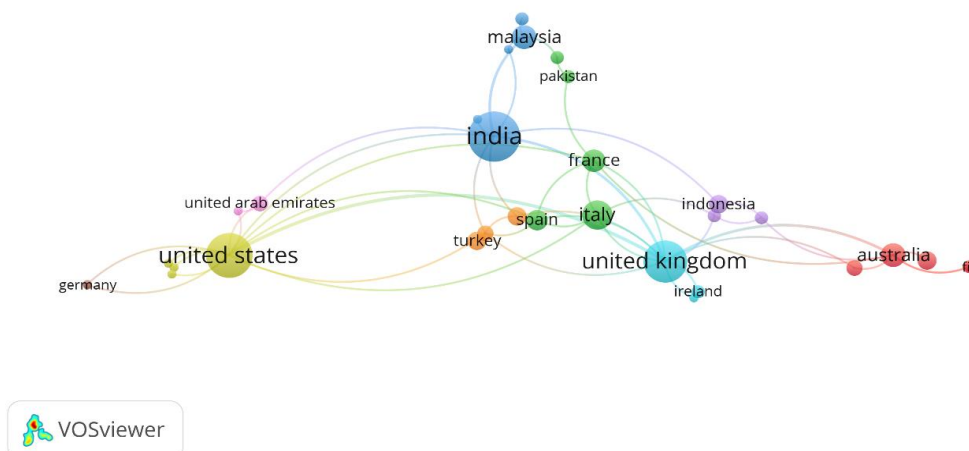 malaysia
pakistan
india
france
united arab emirates
indonesia
spain
italy
turkey
united states
united kingdom
australia
germany
ireland
VOSviewer